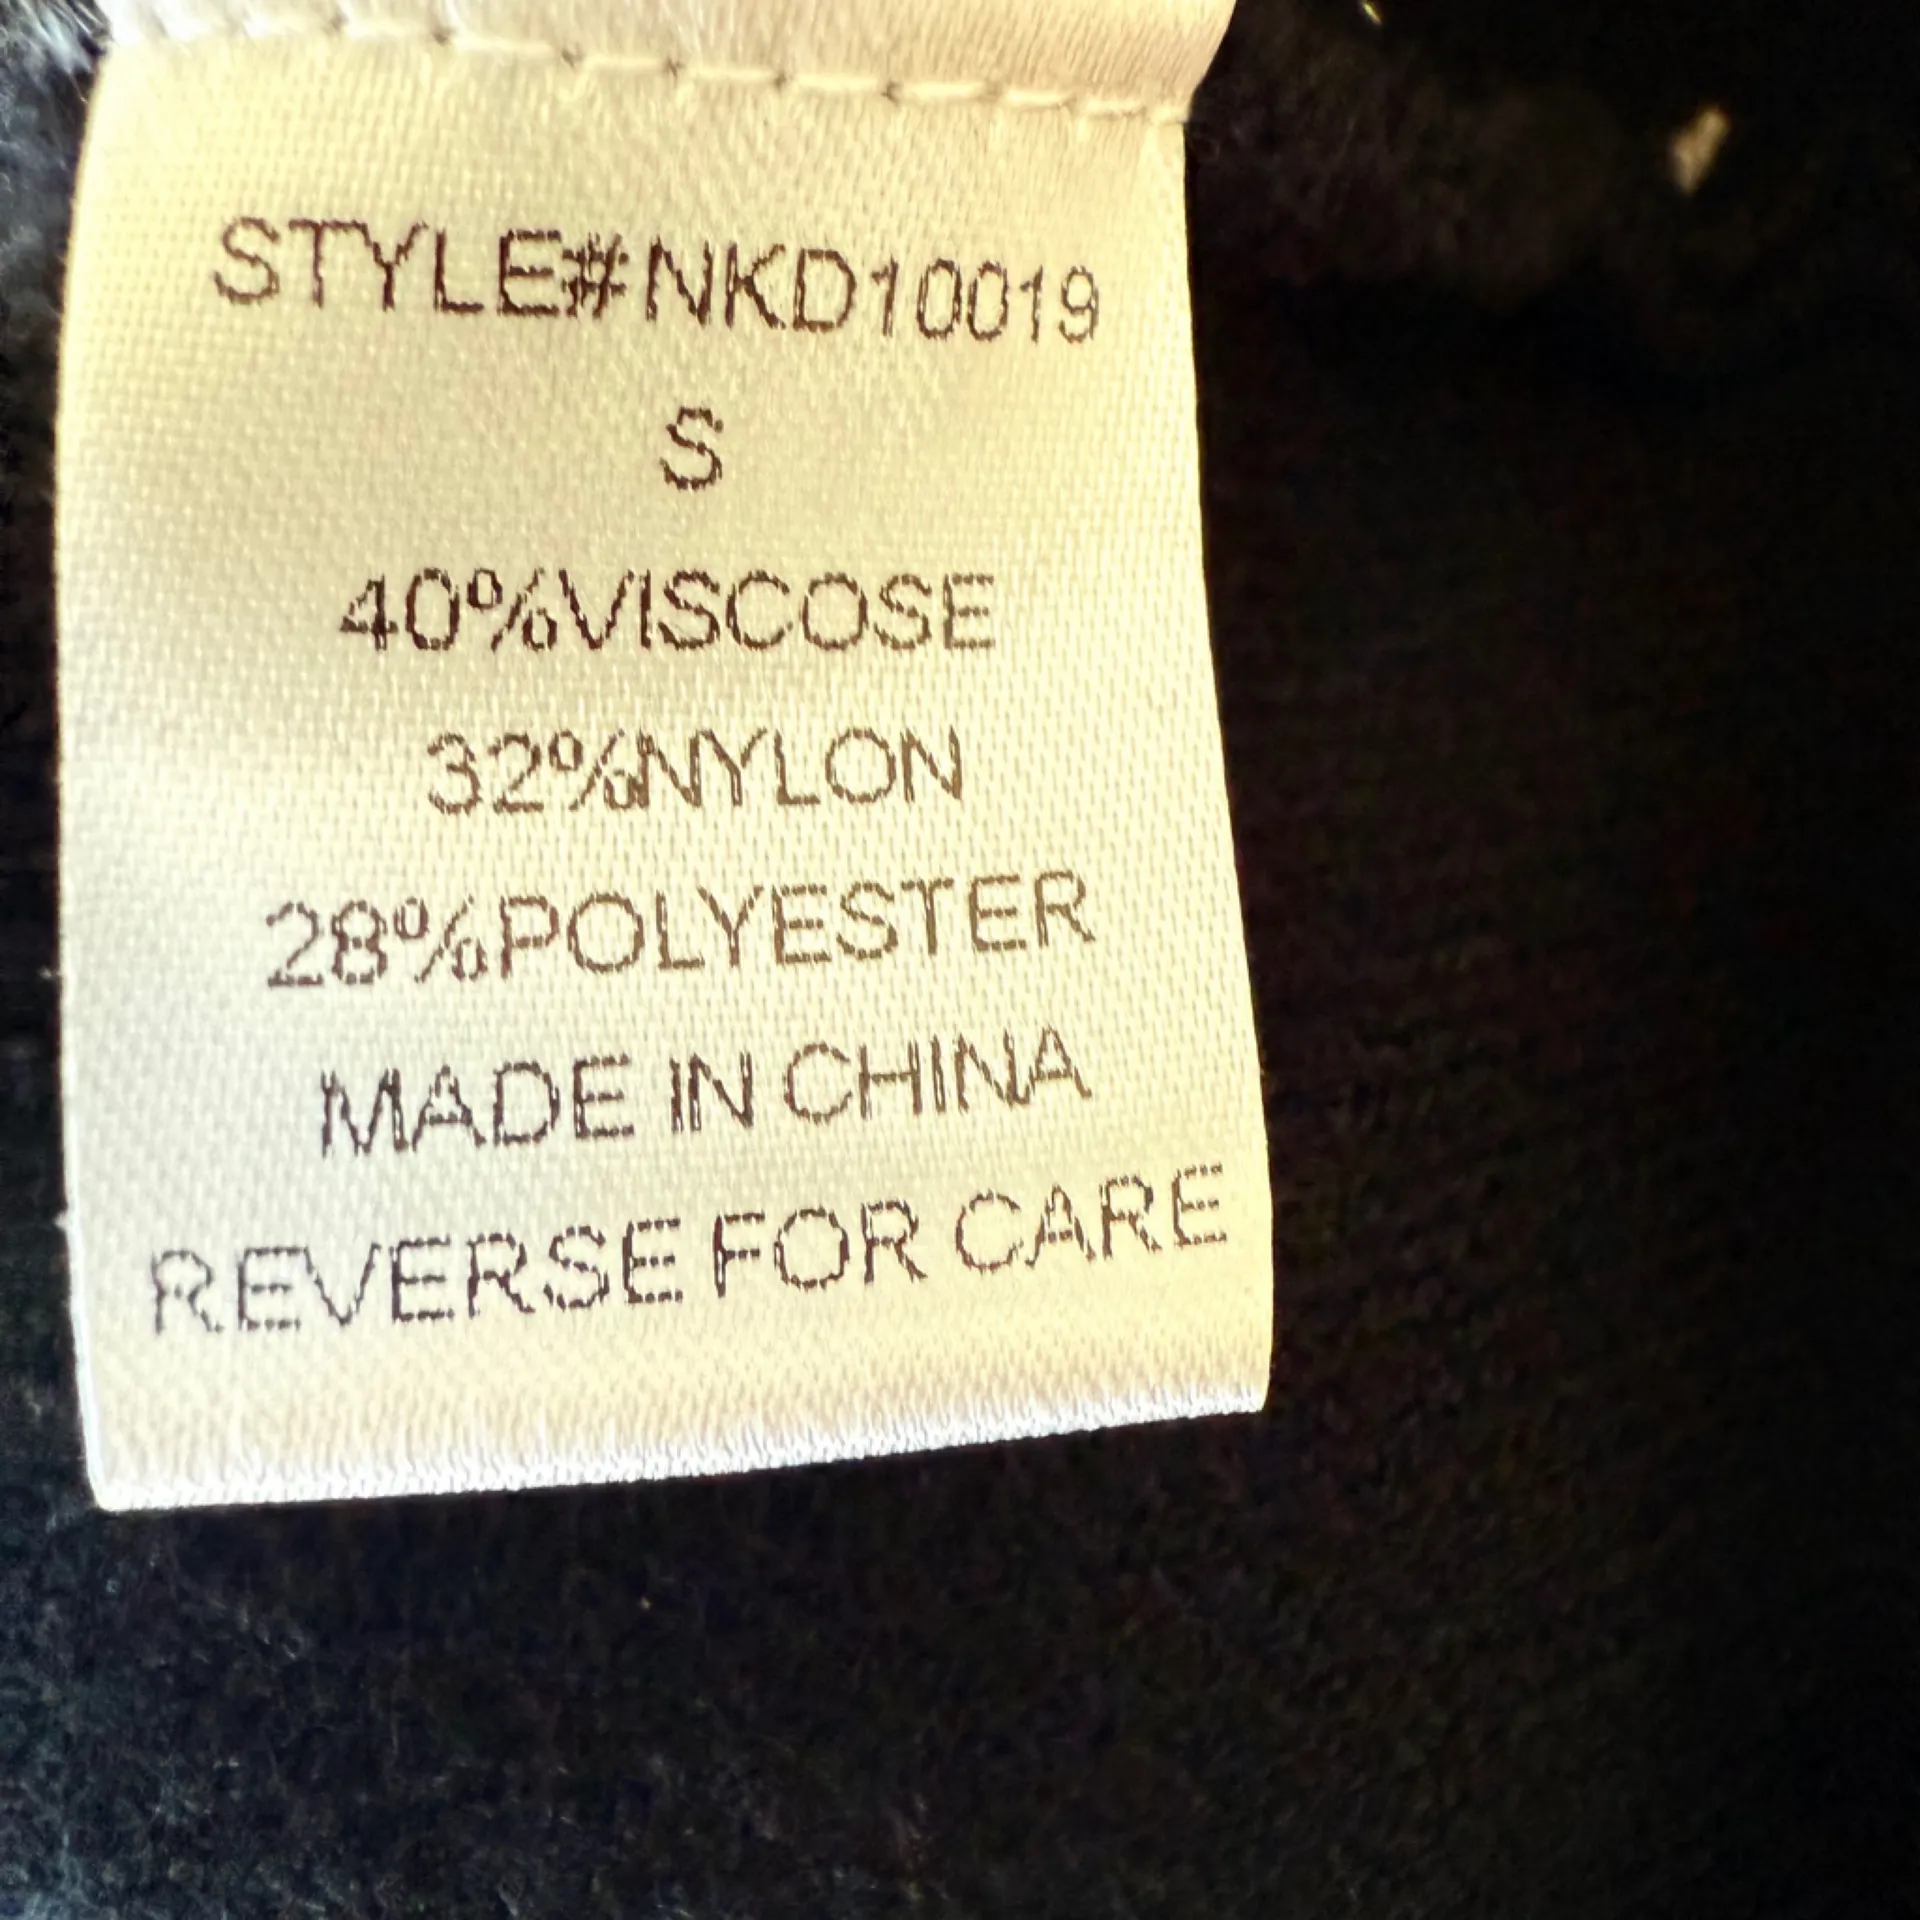 STYLE#NKD10019
S
40%VISCOSE
32%NYLON
28%POLYESTER
MADE IN CHINA
REVERSE FOR CARE